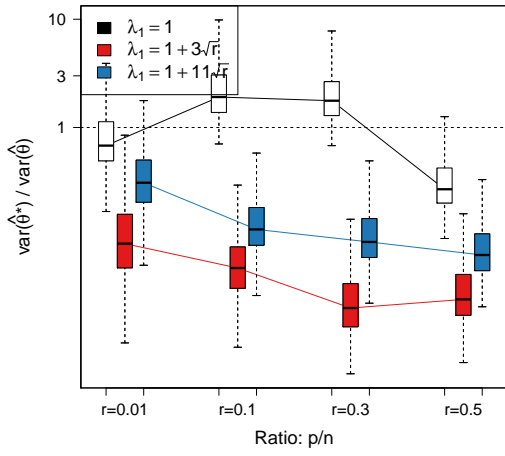 10
3
1
λ₁ = 1
λ₁ = 1 + 3√r
λ₁ = 1 + 11√r
var(θ̂*) / var(θ̂)
r=0.01 r=0.1 r=0.3 r=0.5
Ratio: p/n